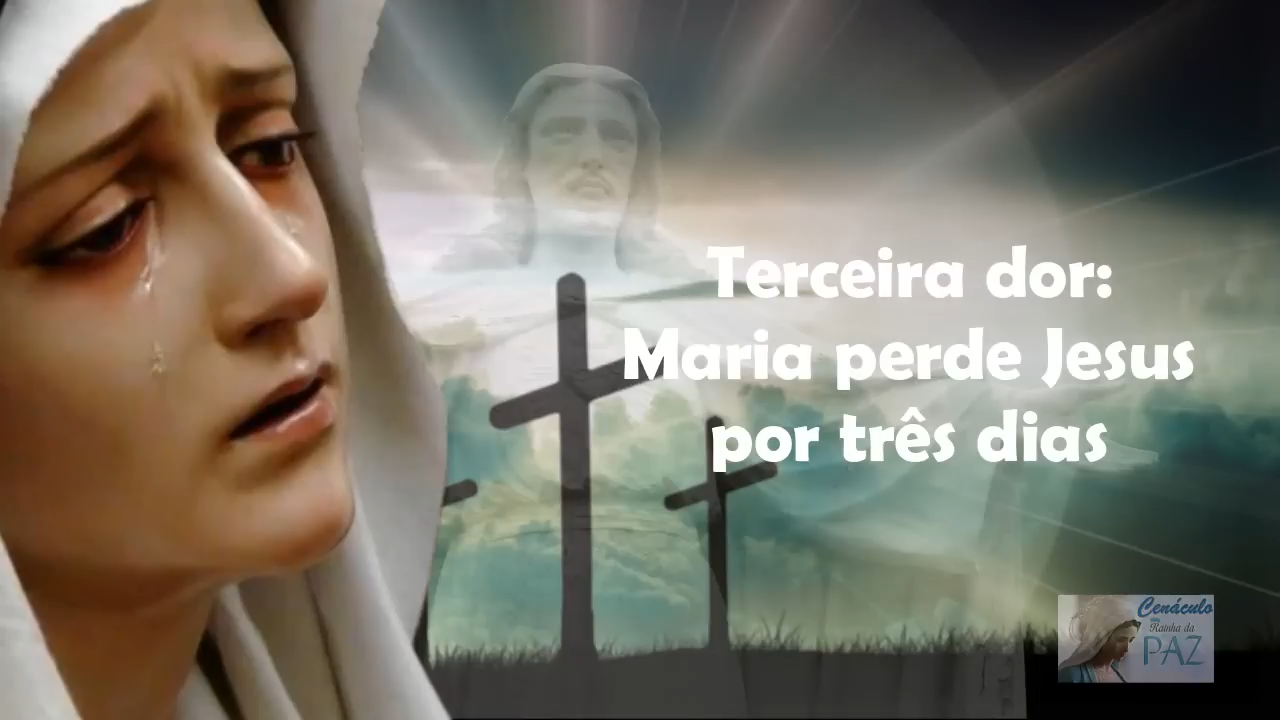 Terceira dor:
Maria perde Jesus
por três dias
Cenáculo
Rainha da
PAZ